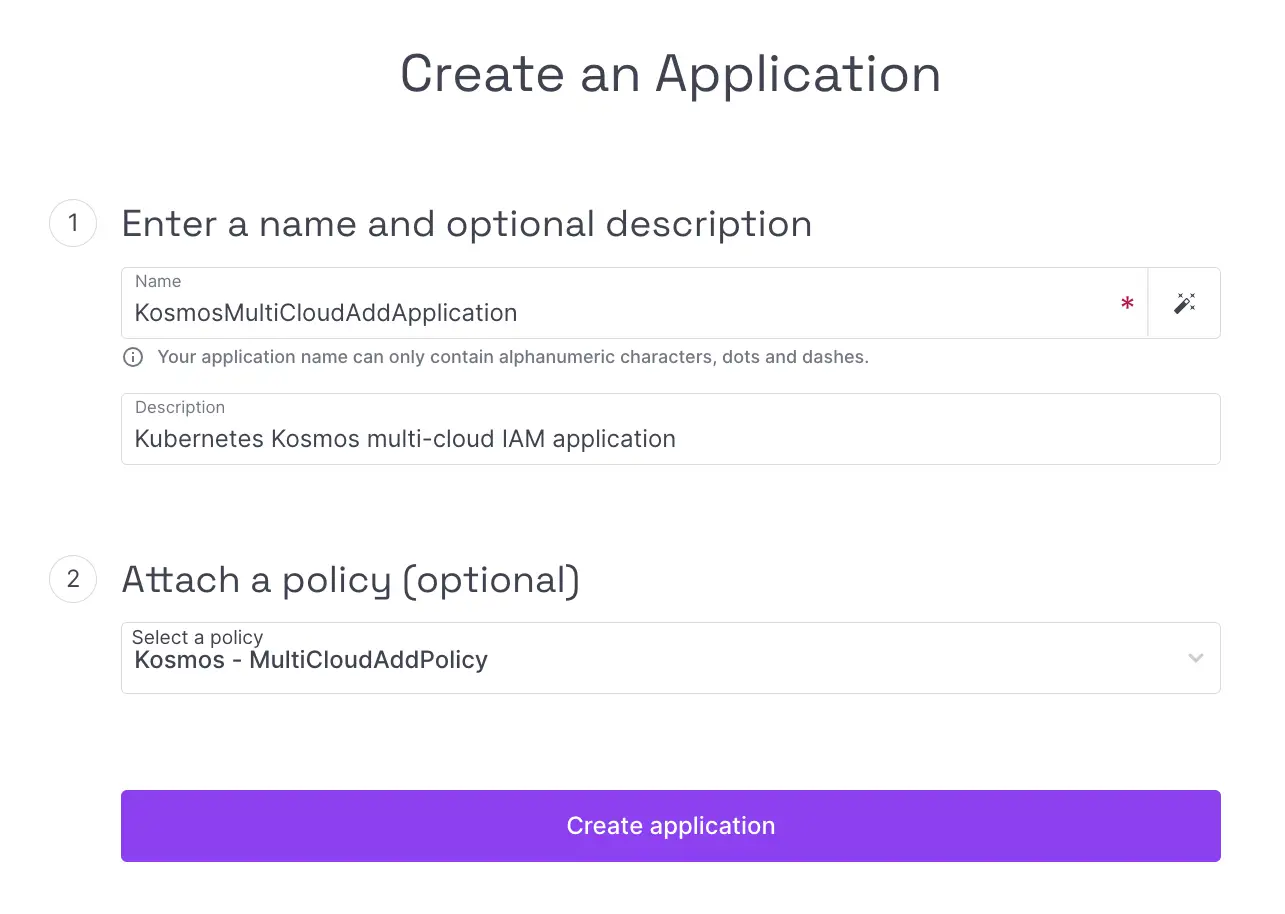 Create an Application
1
Enter a name and optional description
Name
KosmosMultiCloudAddApplication
*
Your application name can only contain alphanumeric characters, dots and dashes.
Description
Kubernetes Kosmos multi-cloud IAM application
2
Attach a policy (optional)
Select a policy
Kosmos - MultiCloudAddPolicy
Create application